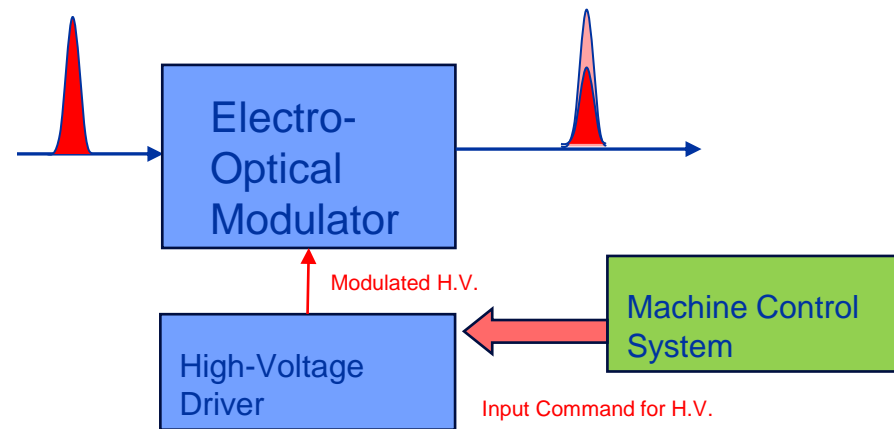 Electro-
Optical
Modulator
Modulated H.V.
Machine Control
System
High-Voltage
Driver
Input Command for H.V.